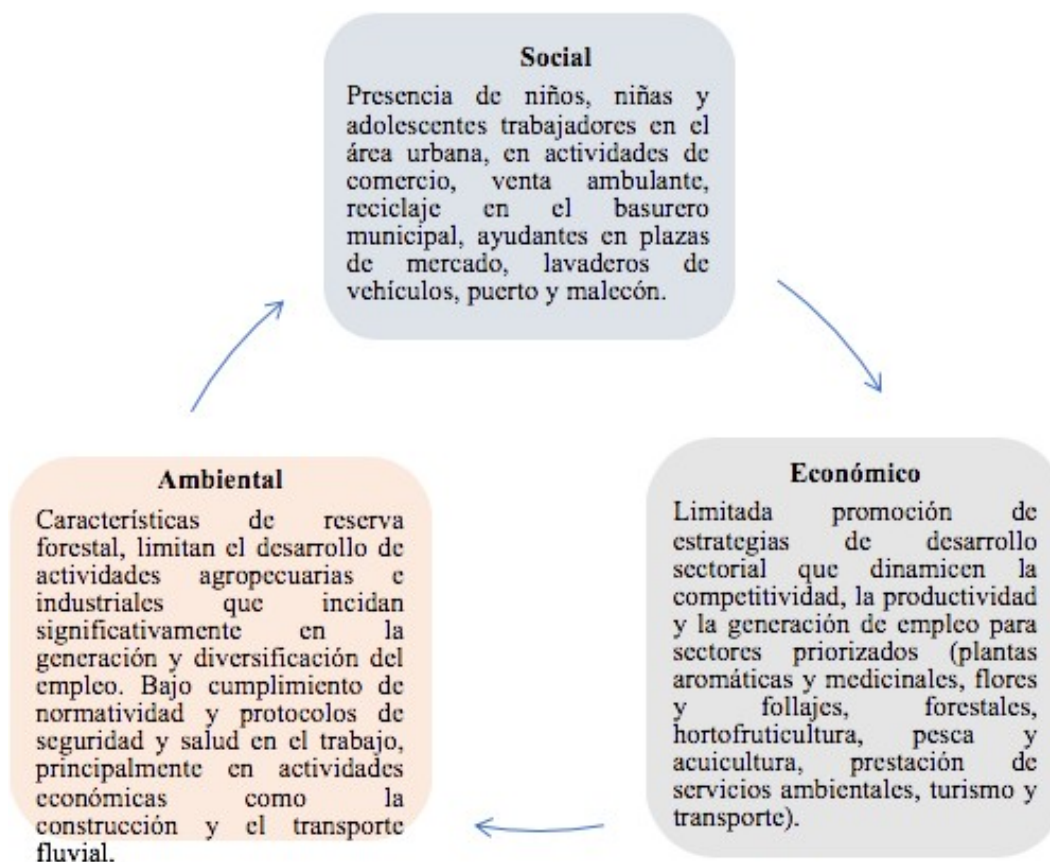 Social
Presencia de niños, niñas y
adolescentes trabajadores en el
área urbana, en actividades de
comercio, venta ambulante,
reciclaje en el basurero
municipal, ayudantes en plazas
de mercado, lavaderos de
vehículos, puerto y malecón.
Ambiental
Características de reserva
forestal, limitan el desarrollo de
actividades agropecuarias e
industriales que incidan
significativamente en la
generación y diversificación del
empleo. Bajo cumplimiento de
normatividad y protocolos de
seguridad y salud en el trabajo,
principalmente en actividades
económicas como la
construcción y el transporte
fluvial.
Económico
Limitada promoción de
estrategias de desarrollo
sectorial que dinamicen la
competitividad, la productividad
y la generación de empleo para
sectores priorizados (plantas
aromáticas y medicinales, flores
y follajes, forestales,
hortofruticultura, pesca y
acuicultura, prestación de
servicios ambientales, turismo y
transporte).